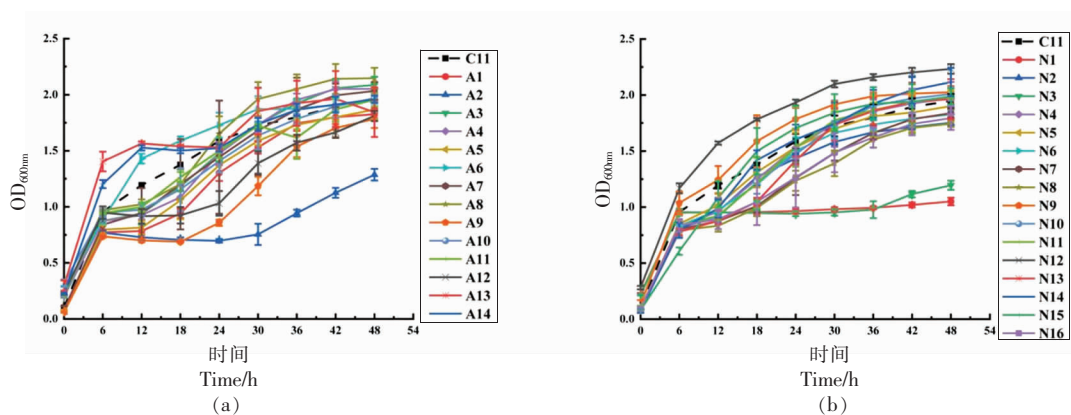 (a)
2.5
2.0
1.5
1.0
0.5
0.0
OD600nm
0 6 12 18 24 30 36 42 48 54
时间
Time/h
(a)
C11
A1
A2
A3
A4
A5
A6
A7
A8
A9
A10
A11
A12
A13
A14
(b)
2.5
2.0
1.5
1.0
0.5
0.0
OD600nm
0 6 12 18 24 30 36 42 48 54
时间
Time/h
(b)
C11
N1
N2
N3
N4
N5
N6
N7
N8
N9
N10
N11
N12
N13
N14
N15
N16